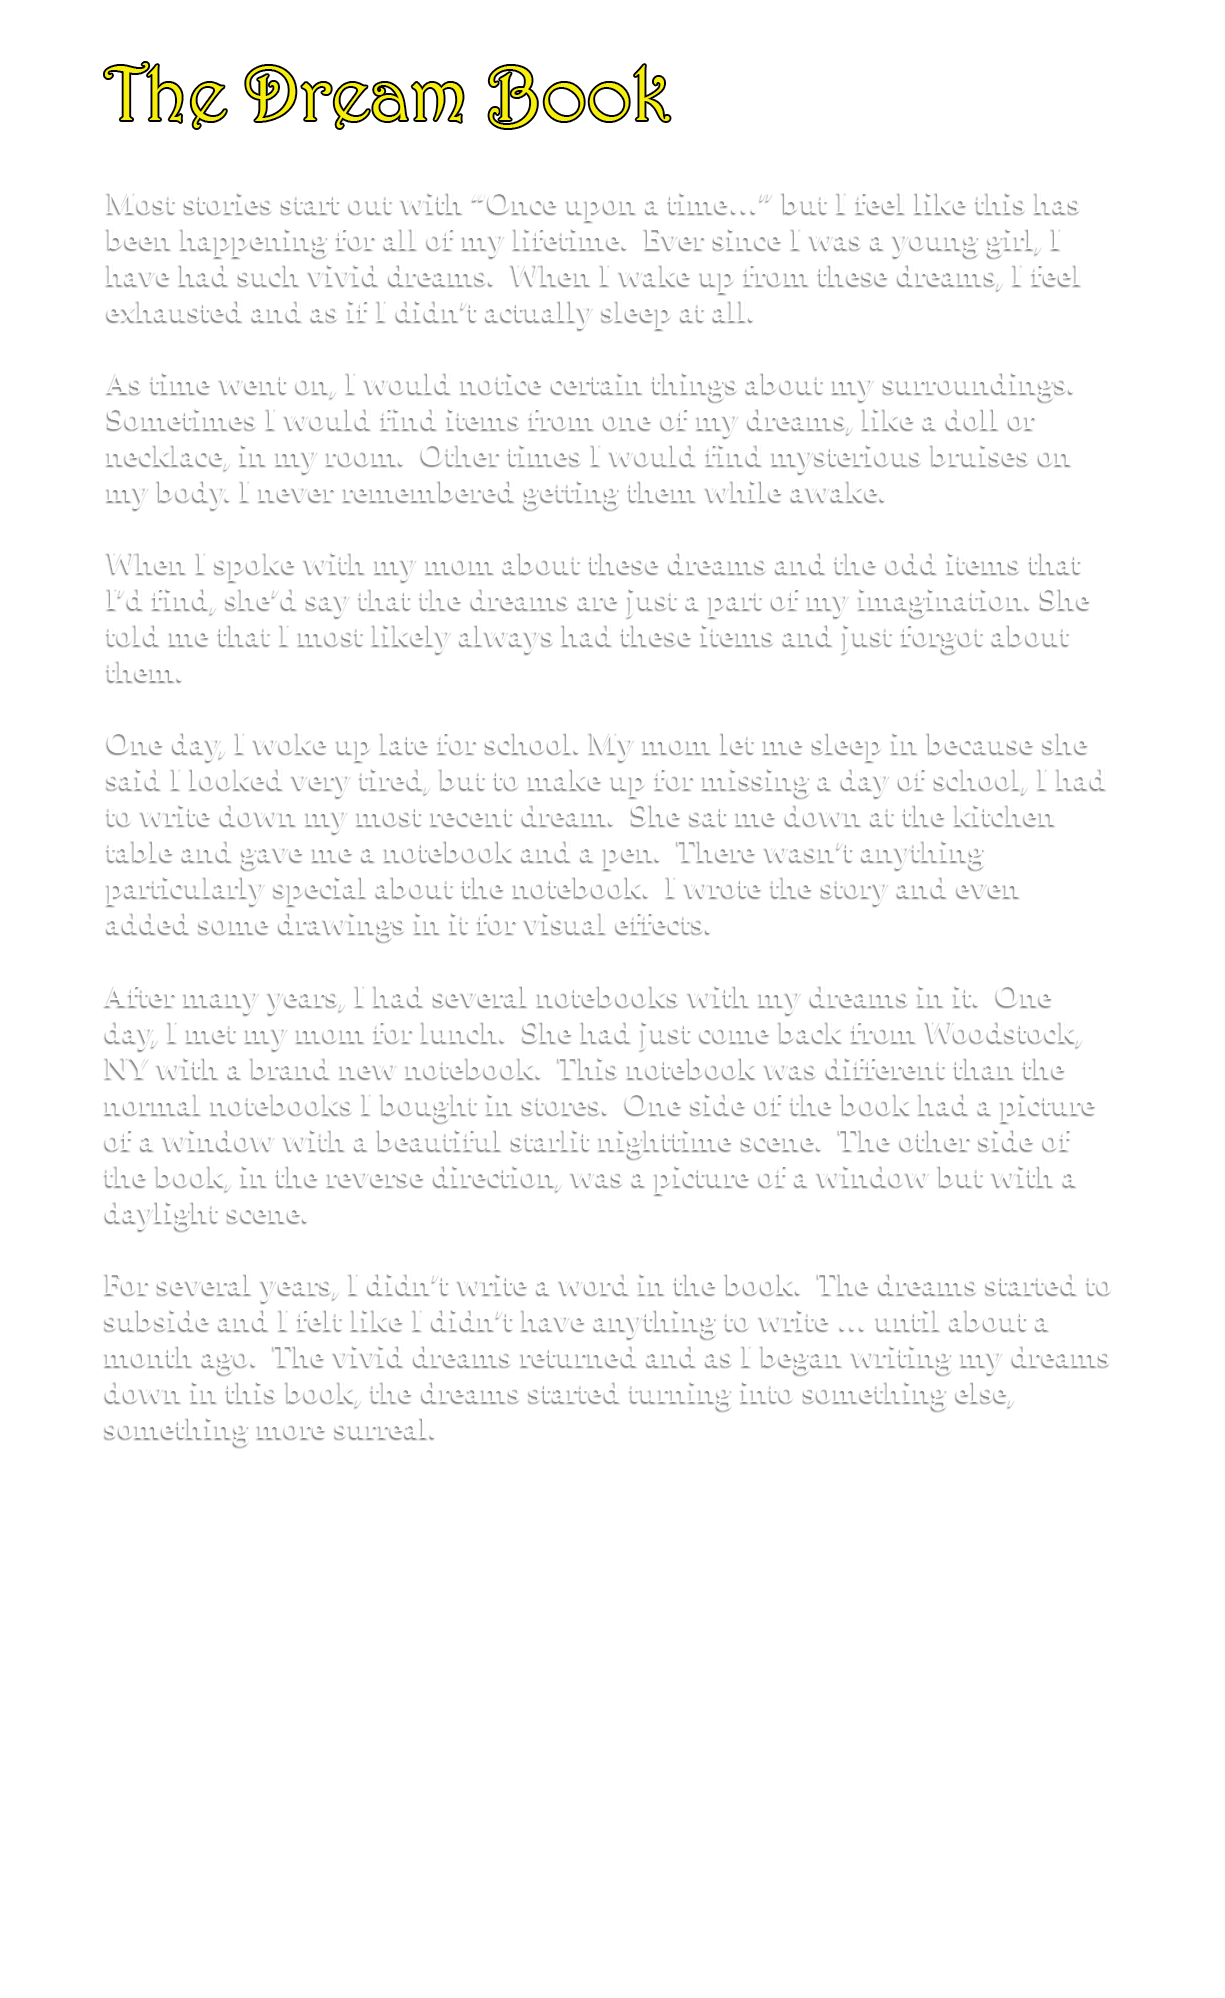 The Dream Book
Most stories start out with “Once upon a time…” but I feel like this has
been happening for all of my lifetime.  Ever since I was a young girl, I
have had such vivid dreams.  When I wake up from these dreams, I feel
exhausted and as if I didn’t actually sleep at all.
As time went on, I would notice certain things about my surroundings.
Sometimes I would find items from one of my dreams, like a doll or
necklace, in my room.  Other times I would find mysterious bruises on
my body. I never remembered getting them while awake.
When I spoke with my mom about these dreams and the odd items that
I’d find, she’d say that the dreams are just a part of my imagination. She
told me that I most likely always had these items and just forgot about
them.
One day, I woke up late for school. My mom let me sleep in because she
said I looked very tired, but to make up for missing a day of school, I had
to write down my most recent dream.  She sat me down at the kitchen
table and gave me a notebook and a pen.  There wasn’t anything
particularly special about the notebook.  I wrote the story and even
added some drawings in it for visual effects.
After many years, I had several notebooks with my dreams in it.  One
day, I met my mom for lunch.  She had just come back from Woodstock,
NY with a brand new notebook.  This notebook was different than the
normal notebooks I bought in stores.  One side of the book had a picture
of a window with a beautiful starlit nighttime scene.  The other side of
the book, in the reverse direction, was a picture of a window but with a
daylight scene.
For several years, I didn’t write a word in the book.  The dreams started to
subside and I felt like I didn’t have anything to write … until about a
month ago.  The vivid dreams returned and as I began writing my dreams
down in this book, the dreams started turning into something else,
something more surreal.